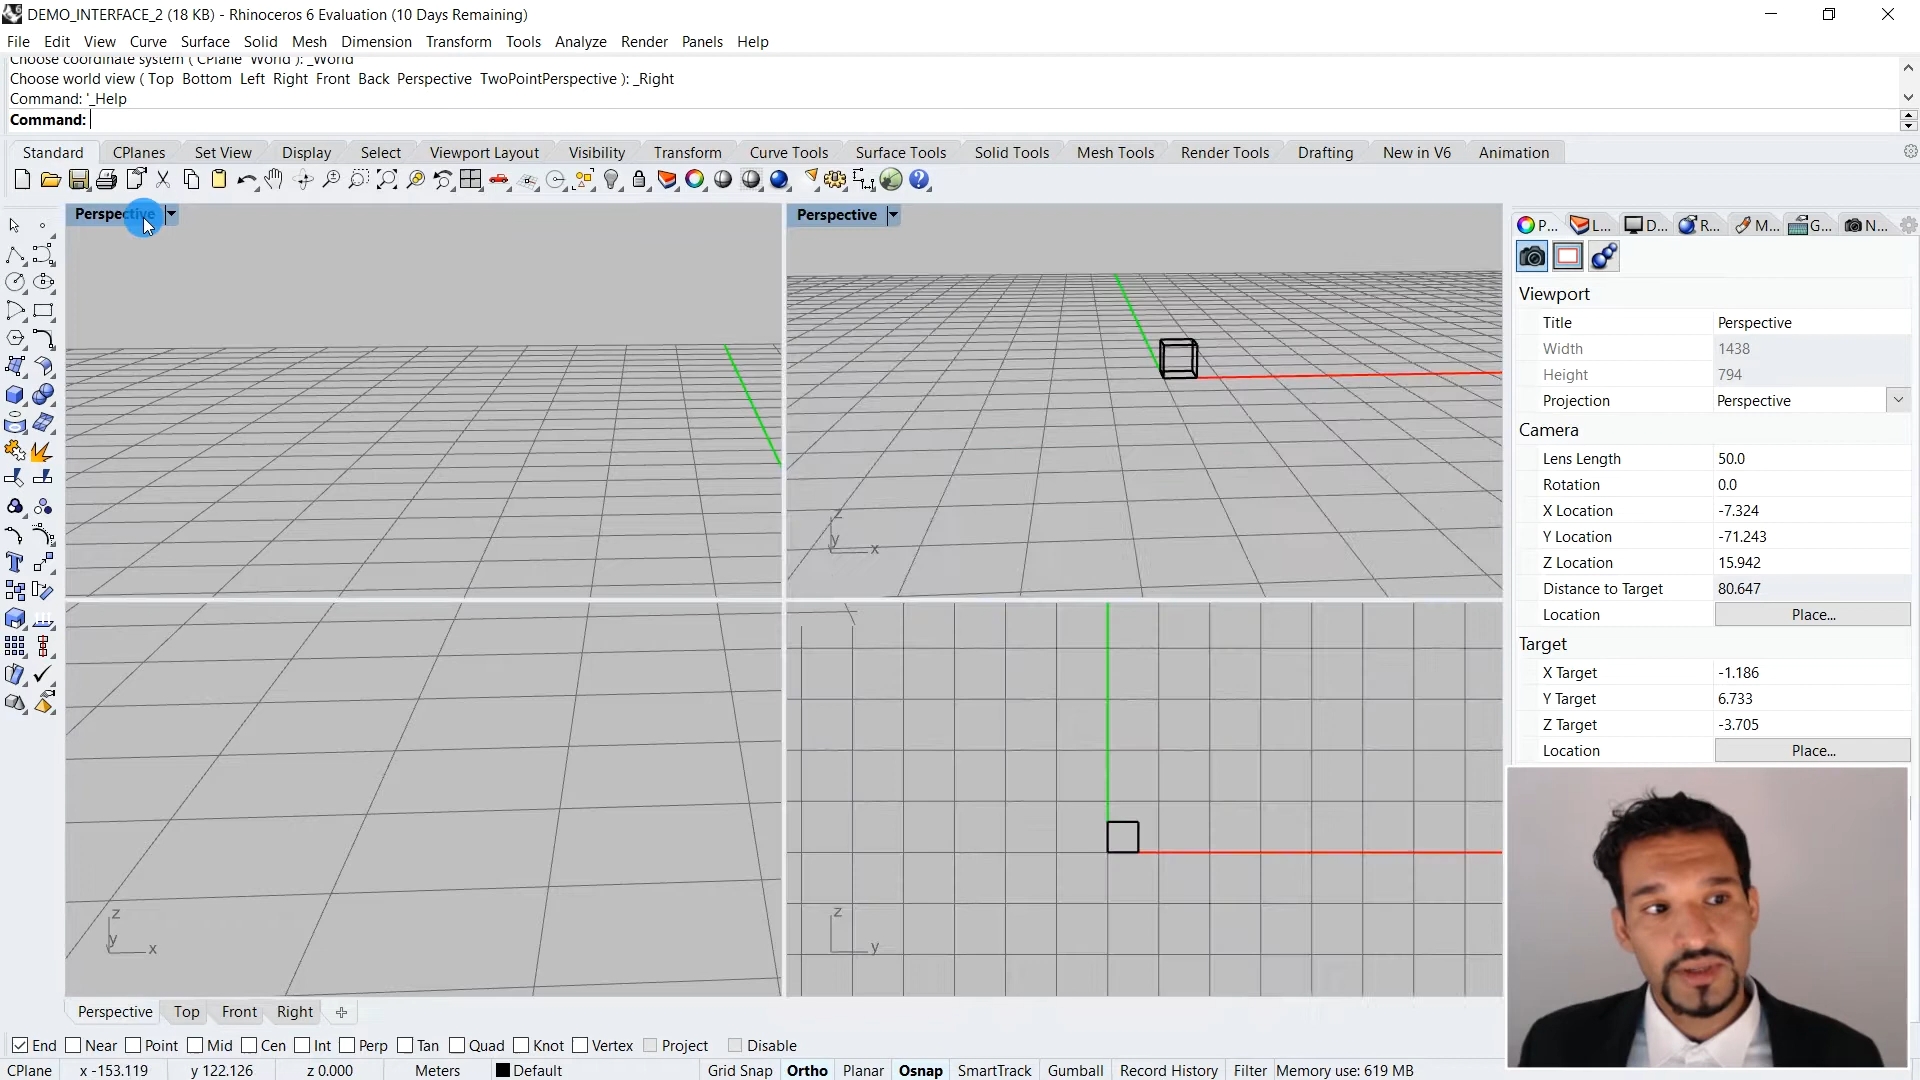 DEMO_INTERFACE_2 (18 KB) - Rhinoceros 6 Evaluation (10 Days Remaining)
File Edit View Curve Surface Solid Mesh Dimension Transform Tools Analyze Render Panels Help
Choose coordinate system ( CPlane World ): _World
Choose world view ( Top Bottom Left Right Front Back Perspective TwoPointPerspective ): _Right
Command: '_Help
Command:
Standard CPlanes Set View Display Select Viewport Layout Visibility Transform Curve Tools Surface Tools Solid Tools Mesh Tools Render Tools Drafting New in V6 Animation
Perspective
Perspective
P... L... D... R... M... G... N...
Viewport
Title Perspective
Width 1438
Height 794
Projection Perspective
Camera
Lens Length 50.0
Rotation 0.0
X Location -7.324
Y Location -71.243
Z Location 15.942
Distance to Target 80.647
Location Place...
Target
X Target -1.186
Y Target 6.733
Z Target -3.705
Location Place...
z
y x
z
y x
z
y
Perspective Top Front Right
End Near Point Mid Cen Int Perp Tan Quad Knot Vertex Project Disable
CPlane x -153.119 y 122.126 z 0.000 Meters Default Grid Snap Ortho Planar Osnap SmartTrack Gumball Record History Filter Memory use: 619 MB